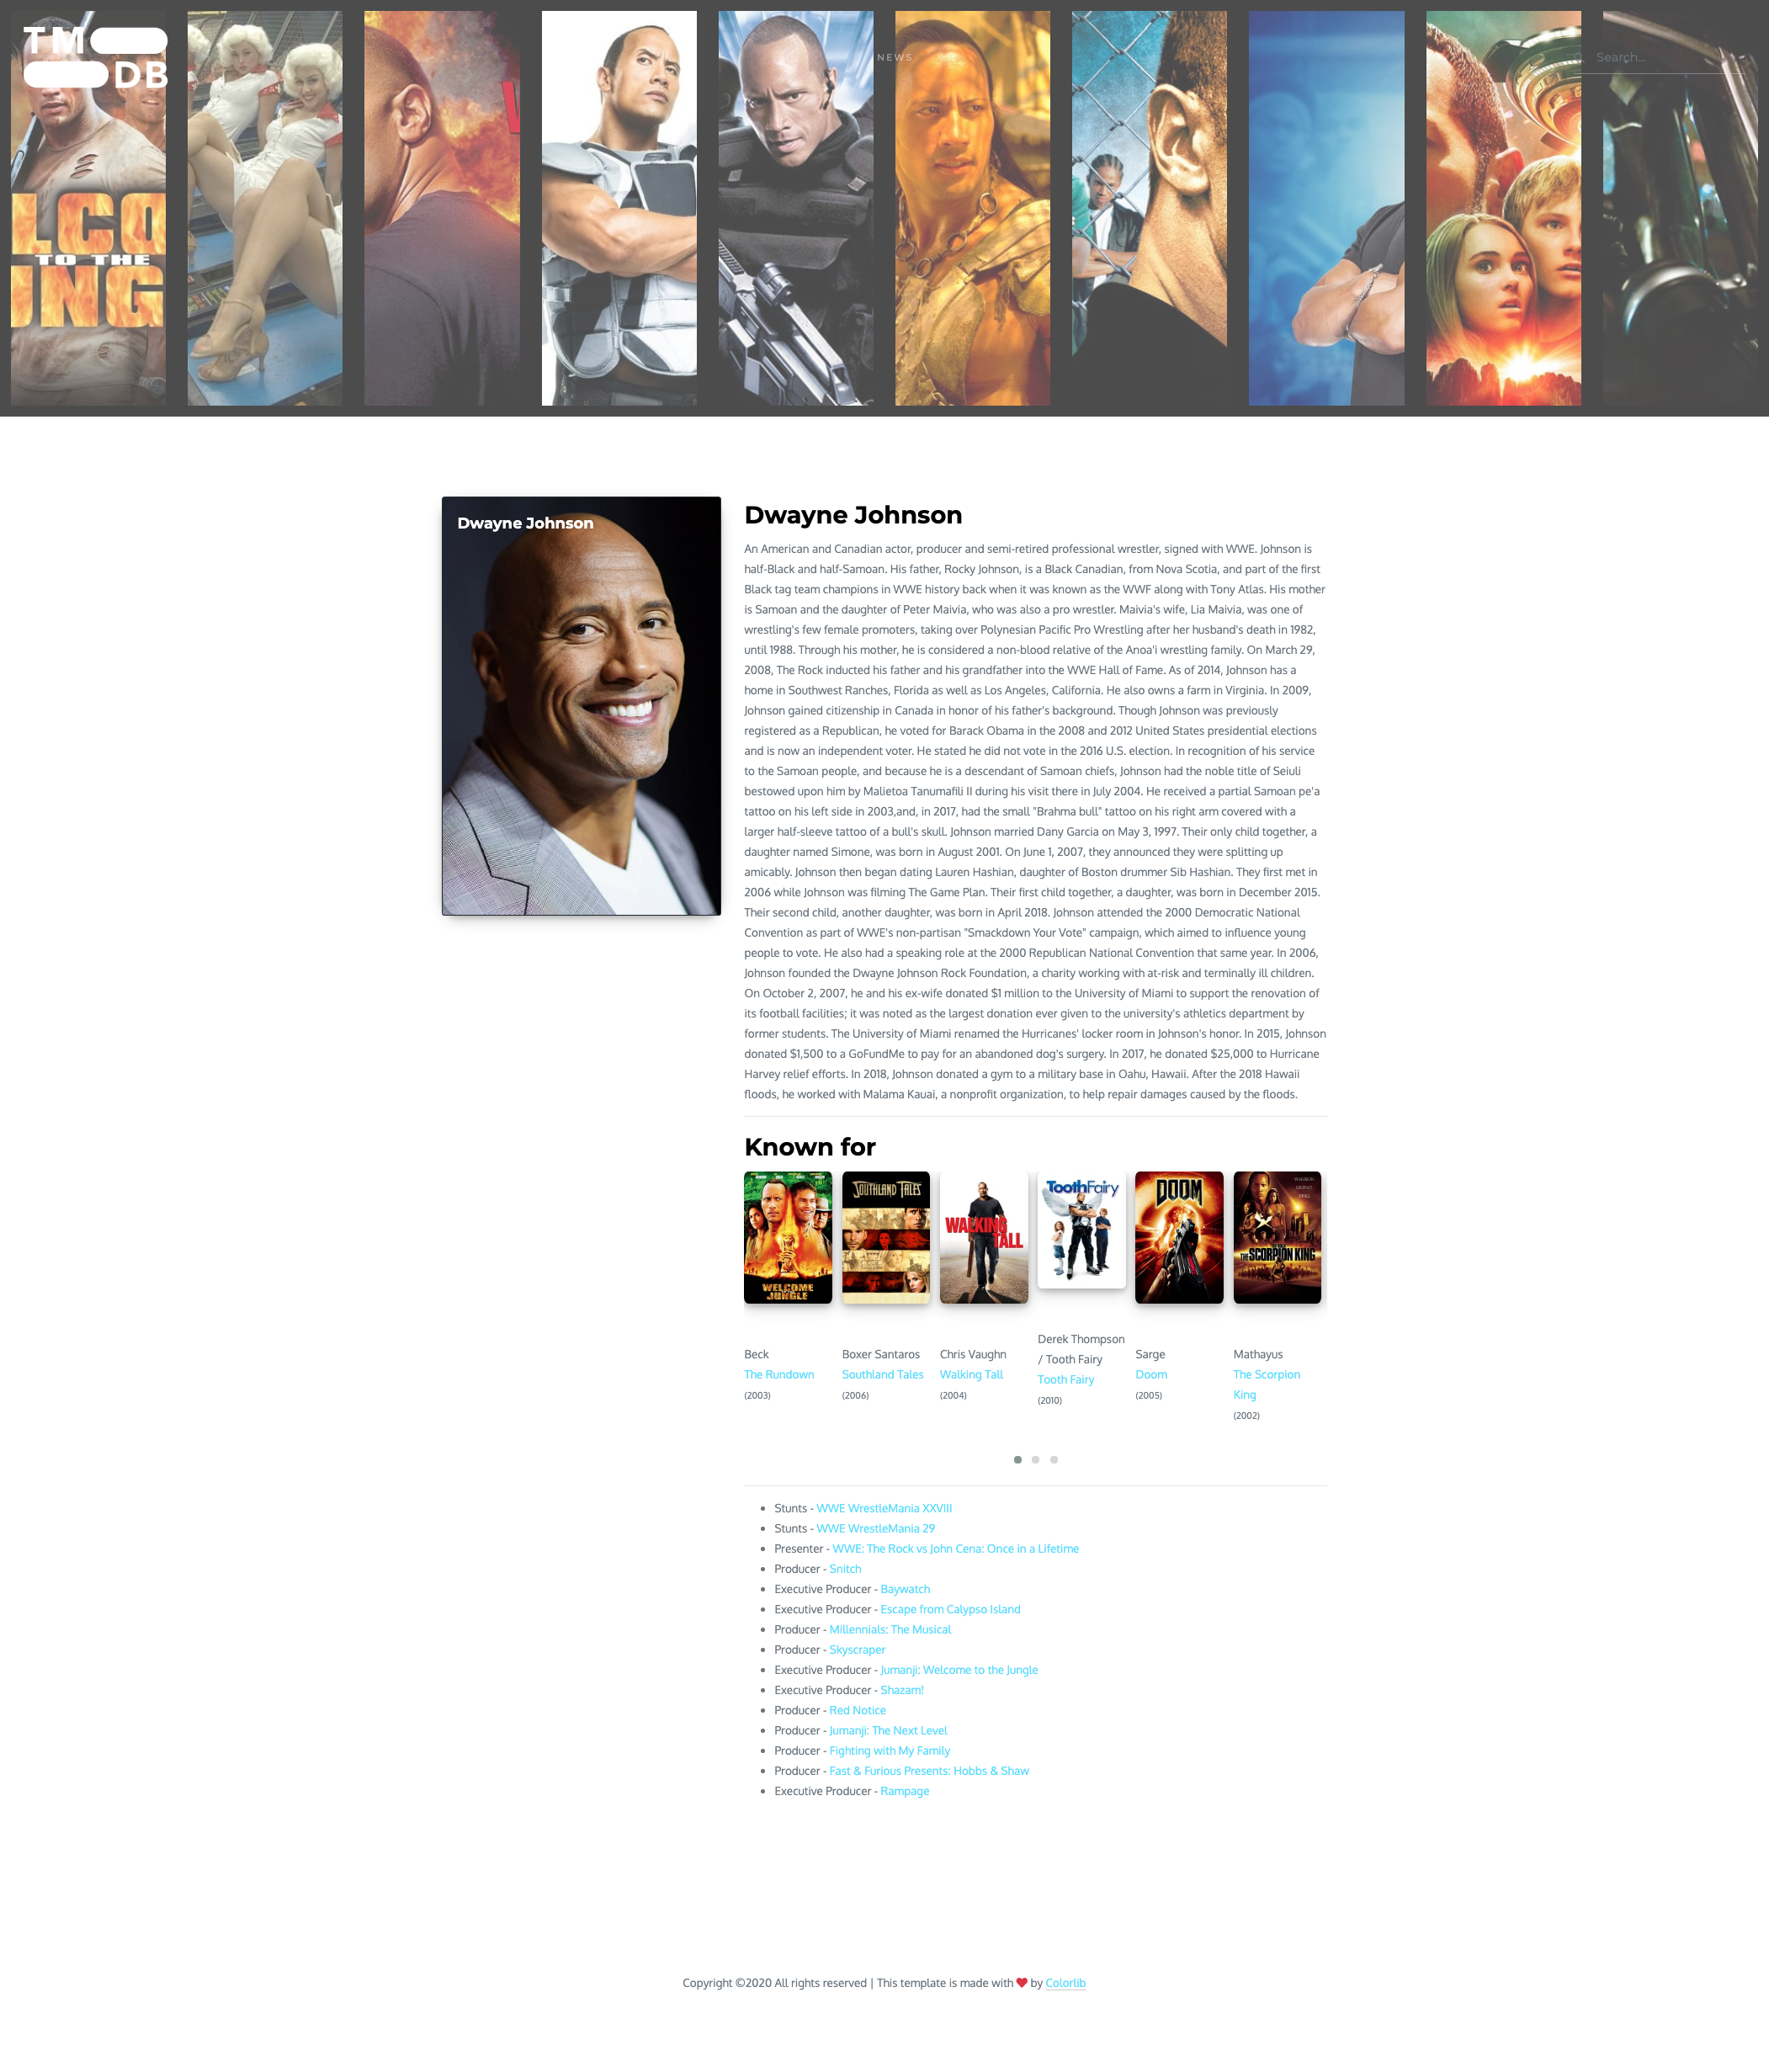 TM
DB
NEWS
Search...
LCO
TO THE
UNG
Dwayne Johnson
Dwayne Johnson
An American and Canadian actor, producer and semi-retired professional wrestler, signed with WWE. Johnson is
half-Black and half-Samoan. His father, Rocky Johnson, is a Black Canadian, from Nova Scotia, and part of the first
Black tag team champions in WWE history back when it was known as the WWF along with Tony Atlas. His mother
is Samoan and the daughter of Peter Maivia, who was also a pro wrestler. Maivia's wife, Lia Maivia, was one of
wrestling's few female promoters, taking over Polynesian Pacific Pro Wrestling after her husband's death in 1982,
until 1988. Through his mother, he is considered a non-blood relative of the Anoa'i wrestling family. On March 29,
2008, The Rock inducted his father and his grandfather into the WWE Hall of Fame. As of 2014, Johnson has a
home in Southwest Ranches, Florida as well as Los Angeles, California. He also owns a farm in Virginia. In 2009,
Johnson gained citizenship in Canada in honor of his father's background. Though Johnson was previously
registered as a Republican, he voted for Barack Obama in the 2008 and 2012 United States presidential elections
and is now an independent voter. He stated he did not vote in the 2016 U.S. election. In recognition of his service
to the Samoan people, and because he is a descendant of Samoan chiefs, Johnson had the noble title of Seiuli
bestowed upon him by Malietoa Tanumafili II during his visit there in July 2004. He received a partial Samoan pe'a
tattoo on his left side in 2003,and, in 2017, had the small "Brahma bull" tattoo on his right arm covered with a
larger half-sleeve tattoo of a bull's skull. Johnson married Dany Garcia on May 3, 1997. Their only child together, a
daughter named Simone, was born in August 2001. On June 1, 2007, they announced they were splitting up
amicably. Johnson then began dating Lauren Hashian, daughter of Boston drummer Sib Hashian. They first met in
2006 while Johnson was filming The Game Plan. Their first child together, a daughter, was born in December 2015.
Their second child, another daughter, was born in April 2018. Johnson attended the 2000 Democratic National
Convention as part of WWE's non-partisan "Smackdown Your Vote" campaign, which aimed to influence young
people to vote. He also had a speaking role at the 2000 Republican National Convention that same year. In 2006,
Johnson founded the Dwayne Johnson Rock Foundation, a charity working with at-risk and terminally ill children.
On October 2, 2007, he and his ex-wife donated $1 million to the University of Miami to support the renovation of
its football facilities; it was noted as the largest donation ever given to the university's athletics department by
former students. The University of Miami renamed the Hurricanes' locker room in Johnson's honor. In 2015, Johnson
donated $1,500 to a GoFundMe to pay for an abandoned dog's surgery. In 2017, he donated $25,000 to Hurricane
Harvey relief efforts. In 2018, Johnson donated a gym to a military base in Oahu, Hawaii. After the 2018 Hawaii
floods, he worked with Malama Kauai, a nonprofit organization, to help repair damages caused by the floods.
Known for
WELCOME
TO THE
JUNGLE
SOUTHLAND TALES
WALKING
TALL
Tooth Fairy
DOOM
THE SCORPION KING
Beck
The Rundown
(2003)
Boxer Santaros
Southland Tales
(2006)
Chris Vaughn
Walking Tall
(2004)
Derek Thompson
/ Tooth Fairy
Tooth Fairy
(2010)
Sarge
Doom
(2005)
Mathayus
The Scorpion
King
(2002)
Stunts - WWE WrestleMania XXVIII
Stunts - WWE WrestleMania 29
Presenter - WWE: The Rock vs John Cena: Once in a Lifetime
Producer - Snitch
Executive Producer - Baywatch
Executive Producer - Escape from Calypso Island
Producer - Millennials: The Musical
Producer - Skyscraper
Executive Producer - Jumanji: Welcome to the Jungle
Executive Producer - Shazam!
Producer - Red Notice
Producer - Jumanji: The Next Level
Producer - Fighting with My Family
Producer - Fast & Furious Presents: Hobbs & Shaw
Executive Producer - Rampage
Copyright ©2020 All rights reserved | This template is made with ❤ by Colorlib